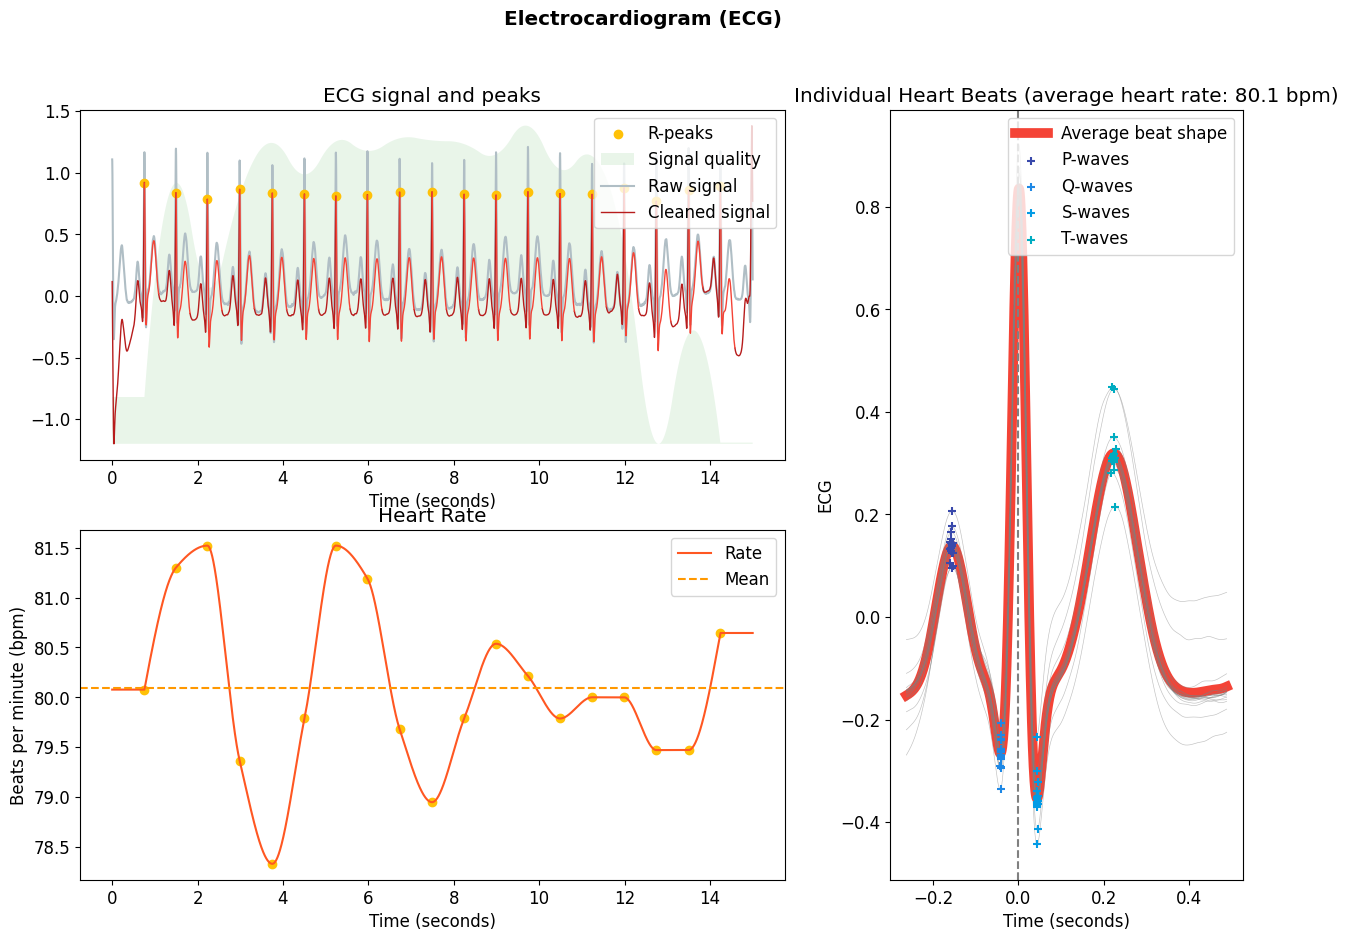 Electrocardiogram (ECG)
ECG signal and peaks
1.5
1.0
0.5
0.0
−0.5
−1.0
R-peaks
Signal quality
Raw signal
Cleaned signal
0 2 4 6 8 10 12 14
Time (seconds)
Heart Rate
Beats per minute (bpm)
81.5
81.0
80.5
80.0
79.5
79.0
78.5
Rate
Mean
0 2 4 6 8 10 12 14
Time (seconds)
Individual Heart Beats (average heart rate: 80.1 bpm)
ECG
0.8
0.6
0.4
0.2
0.0
−0.2
−0.4
Average beat shape
P-waves
Q-waves
S-waves
T-waves
−0.2 0.0 0.2 0.4
Time (seconds)